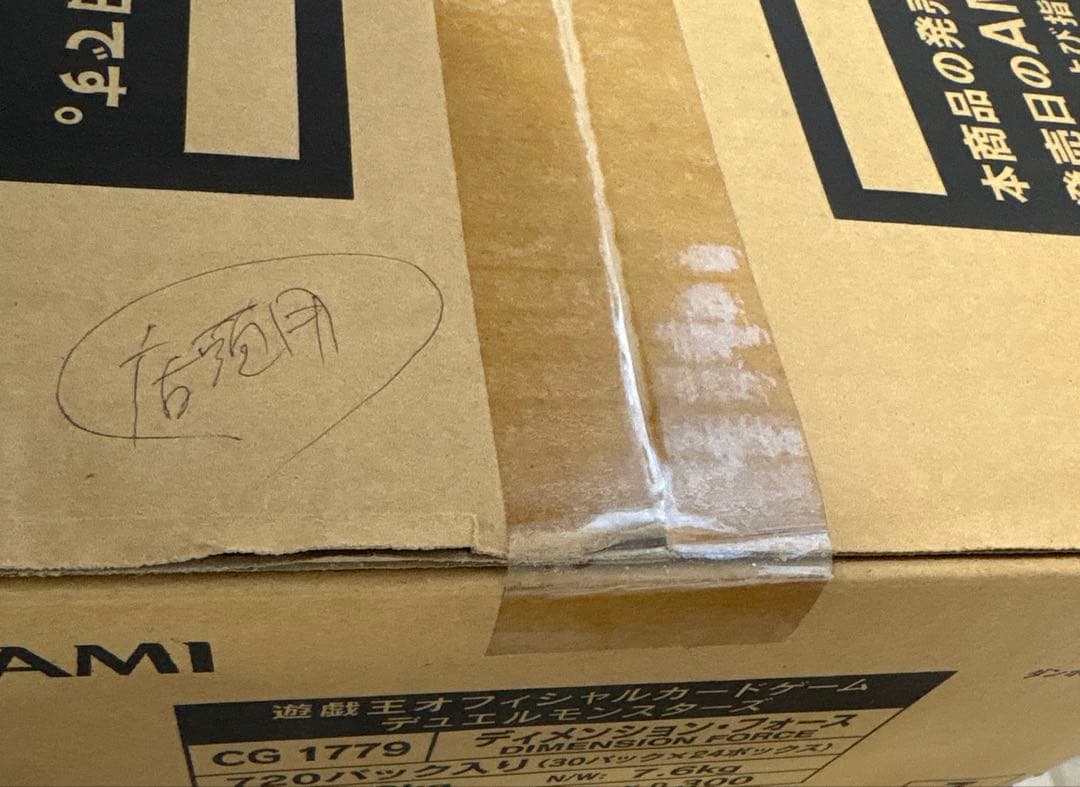 です。
本商品の発売
発売日のAM
店頭用
AMI
遊戯王オフィシャルカードゲーム
デュエルモンスターズ
CG 1779
ディメンション・フォース
DIMENSION FORCE
720パック入り(30パック×24ボックス)
N/W: 7.6kg